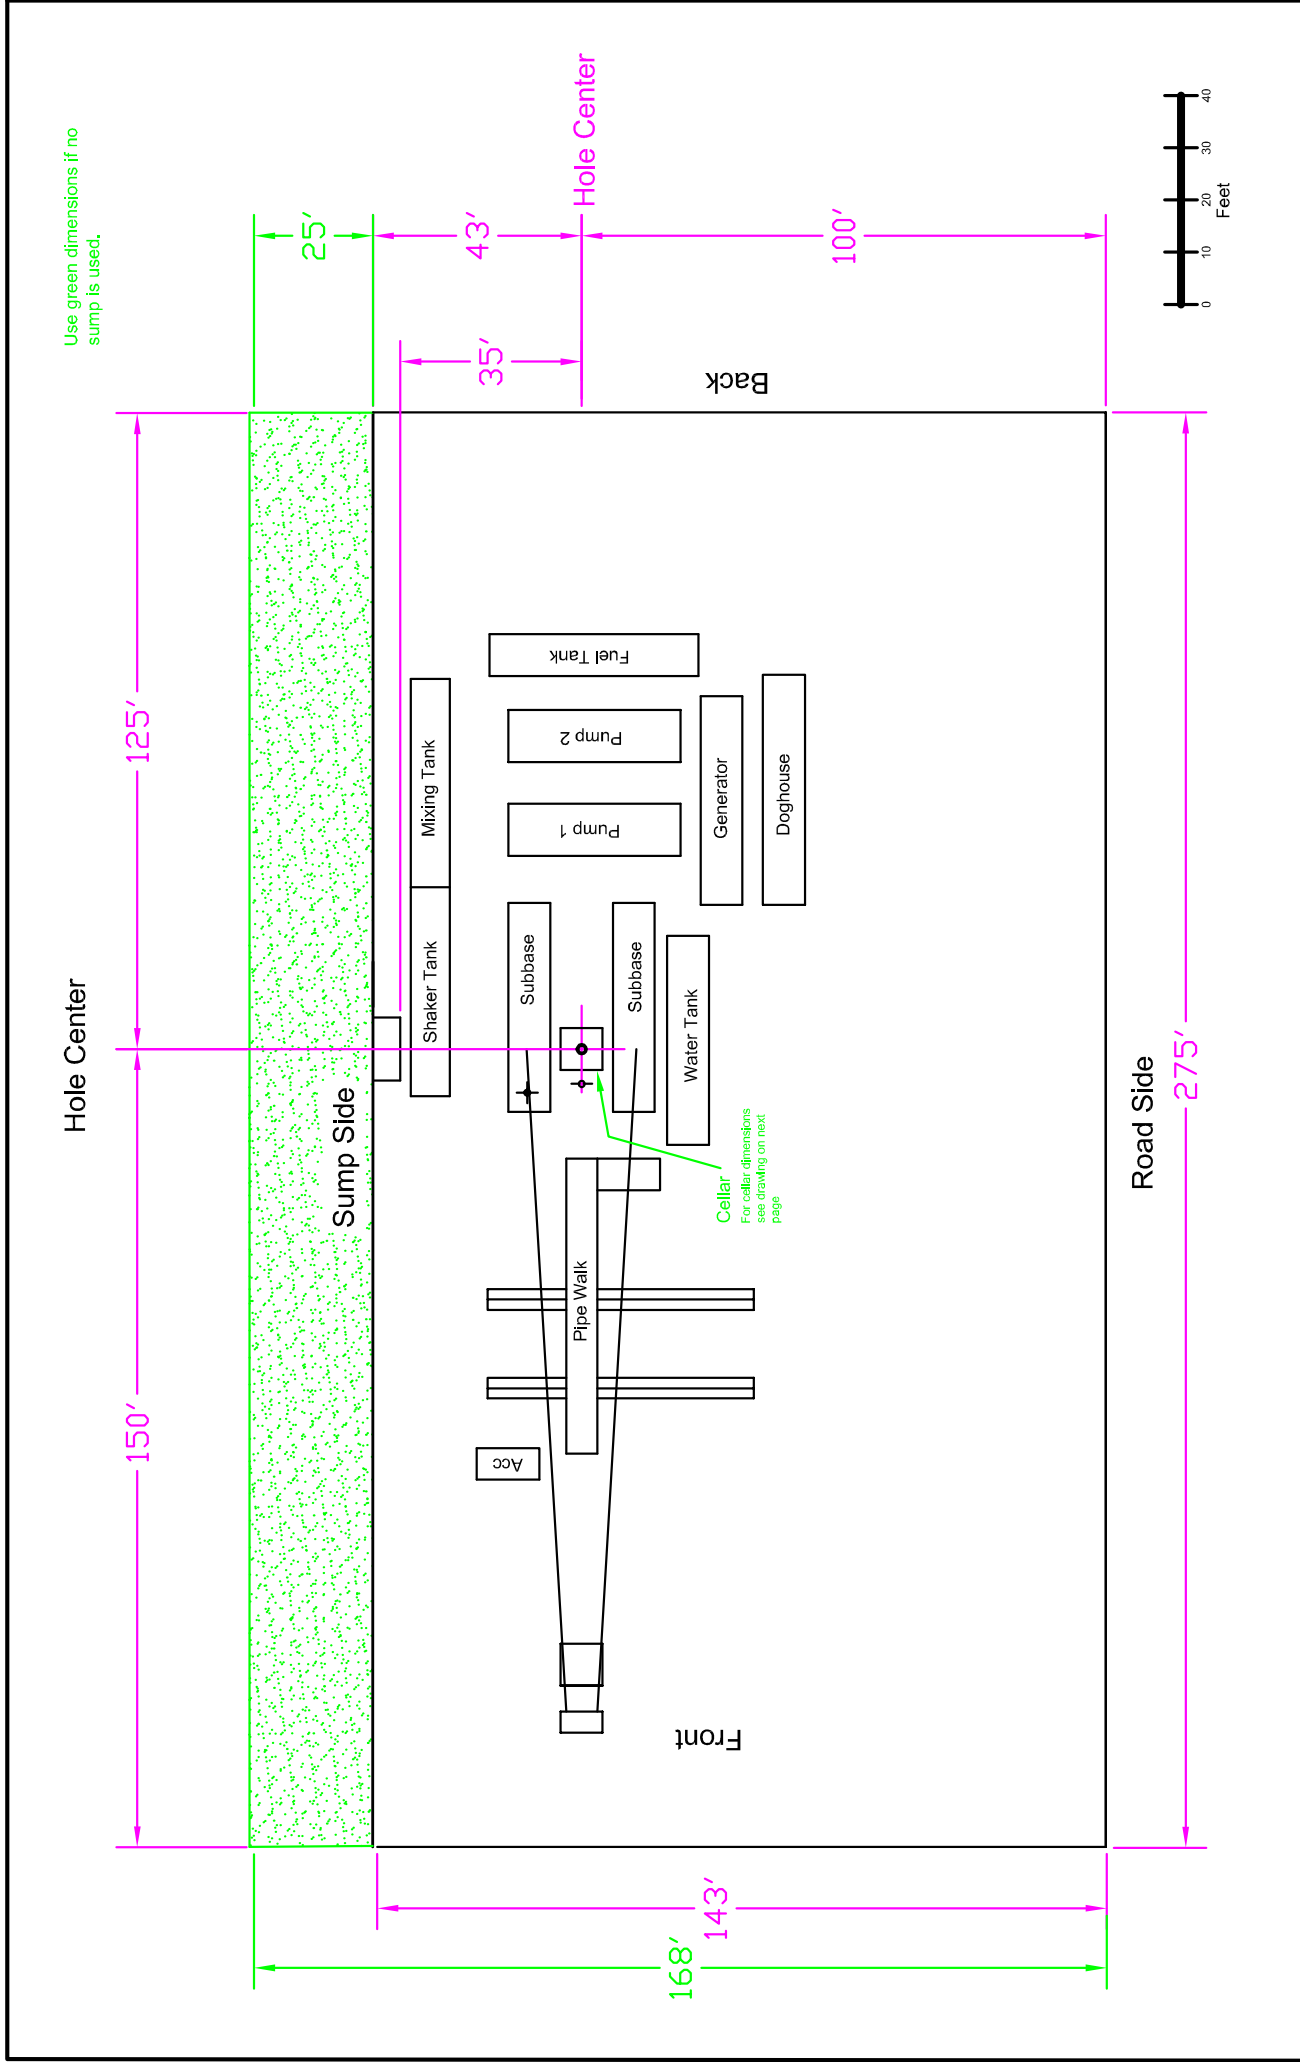 Use green dimensions if no
sump is used.
Hole Center
150'
125'
25'
Sump Side
43'
Hole Center
35'
100'
Shaker Tank
Mixing Tank
Subbase
Subbase
Water Tank
Pump 1
Pump 2
Fuel Tank
Generator
Doghouse
Pipe Walk
Acc
Cellar
For cellar dimensions
see drawing on next
page
Front
Back
143'
168'
Road Side
275'
0 10 20 30 40
Feet